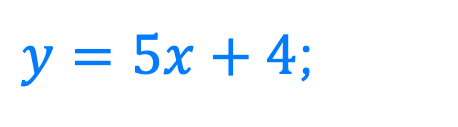 y = 5x + 4;